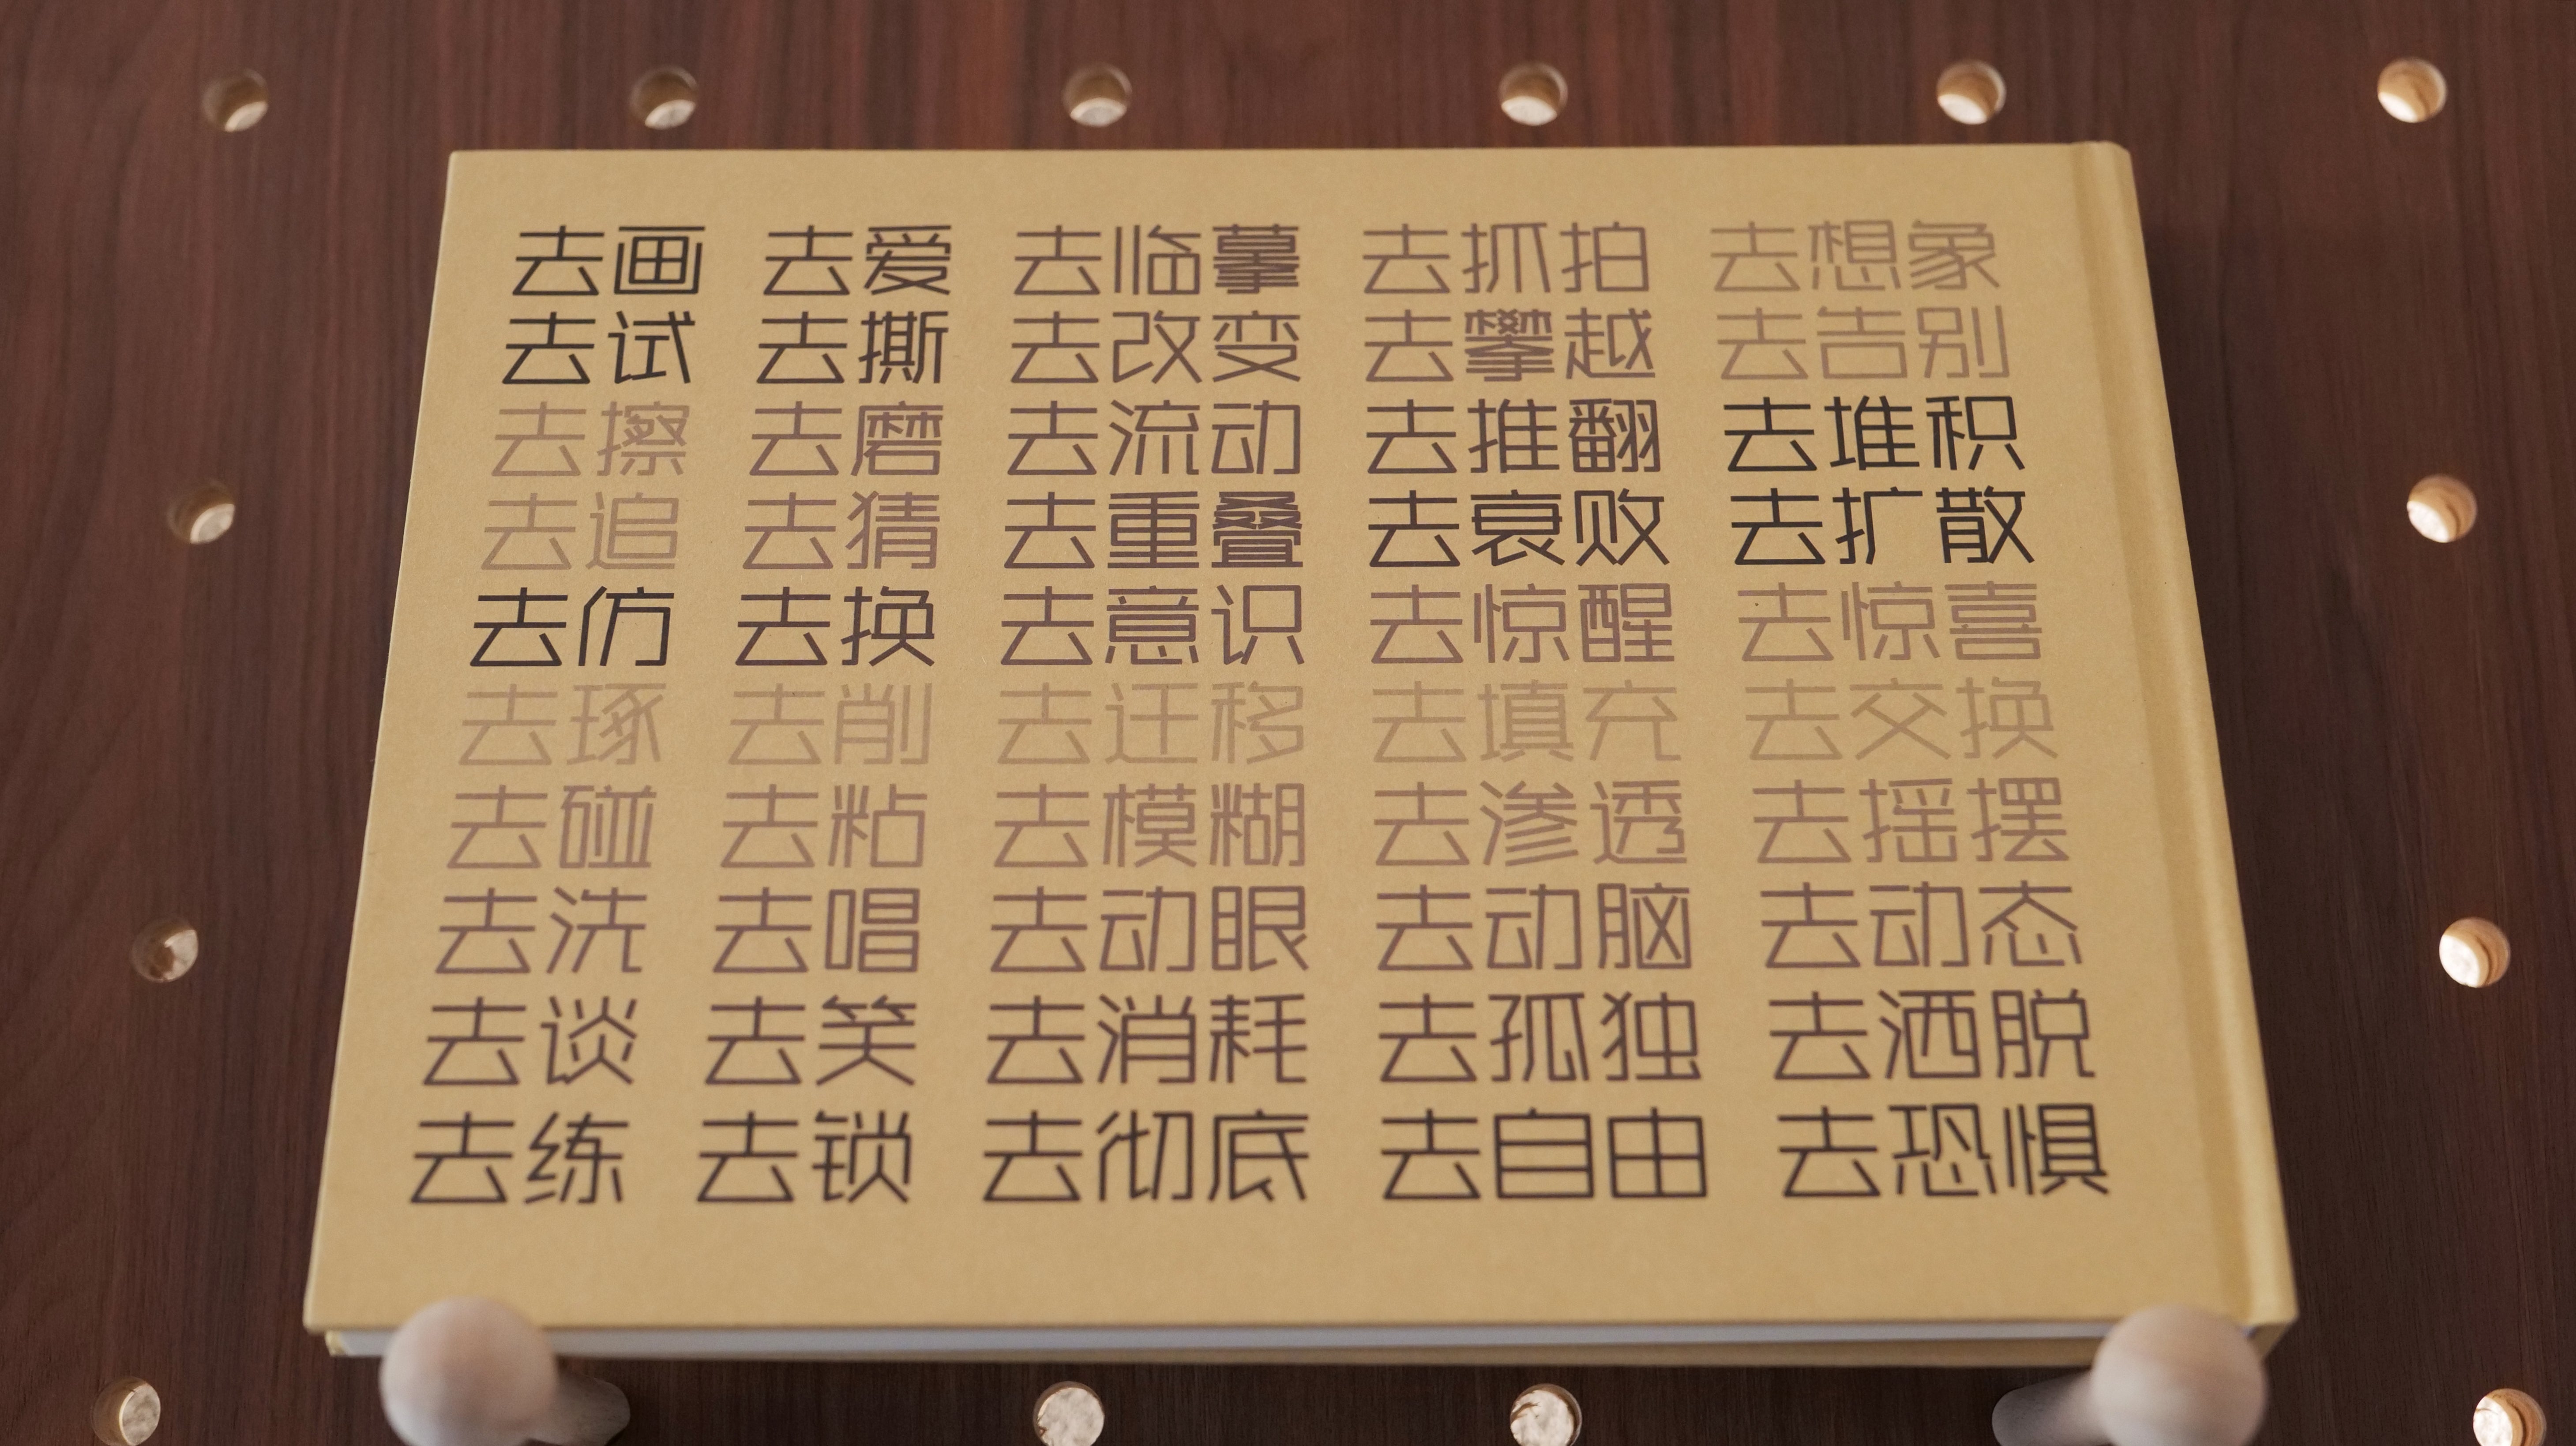 去画 去爱 去临摹 去抓拍 去想象
去试 去撕 去改变 去攀越 去告别
去擦 去磨 去流动 去推翻 去堆积
去追 去猜 去重叠 去衰败 去扩散
去仿 去换 去意识 去惊醒 去惊喜
去琢 去削 去迁移 去填充 去交换
去碰 去粘 去模糊 去渗透 去摇摆
去洗 去唱 去动眼 去动脑 去动态
去谈 去笑 去消耗 去孤独 去洒脱
去练 去锁 去彻底 去自由 去恐惧